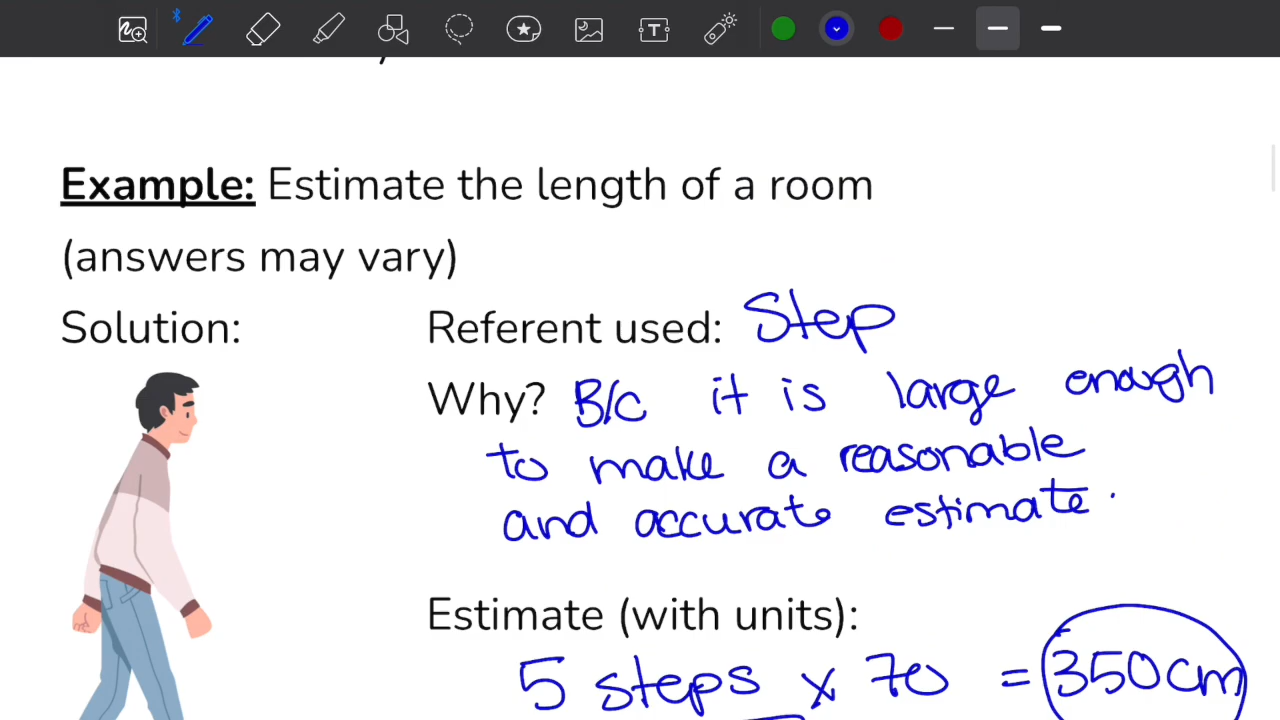 Example: Estimate the length of a room
(answers may vary)
Solution:
Referent used: Step
Why? B/c it is large enough
to make a reasonable
and accurate estimate.
Estimate (with units):
5 steps x 70 = 350cm